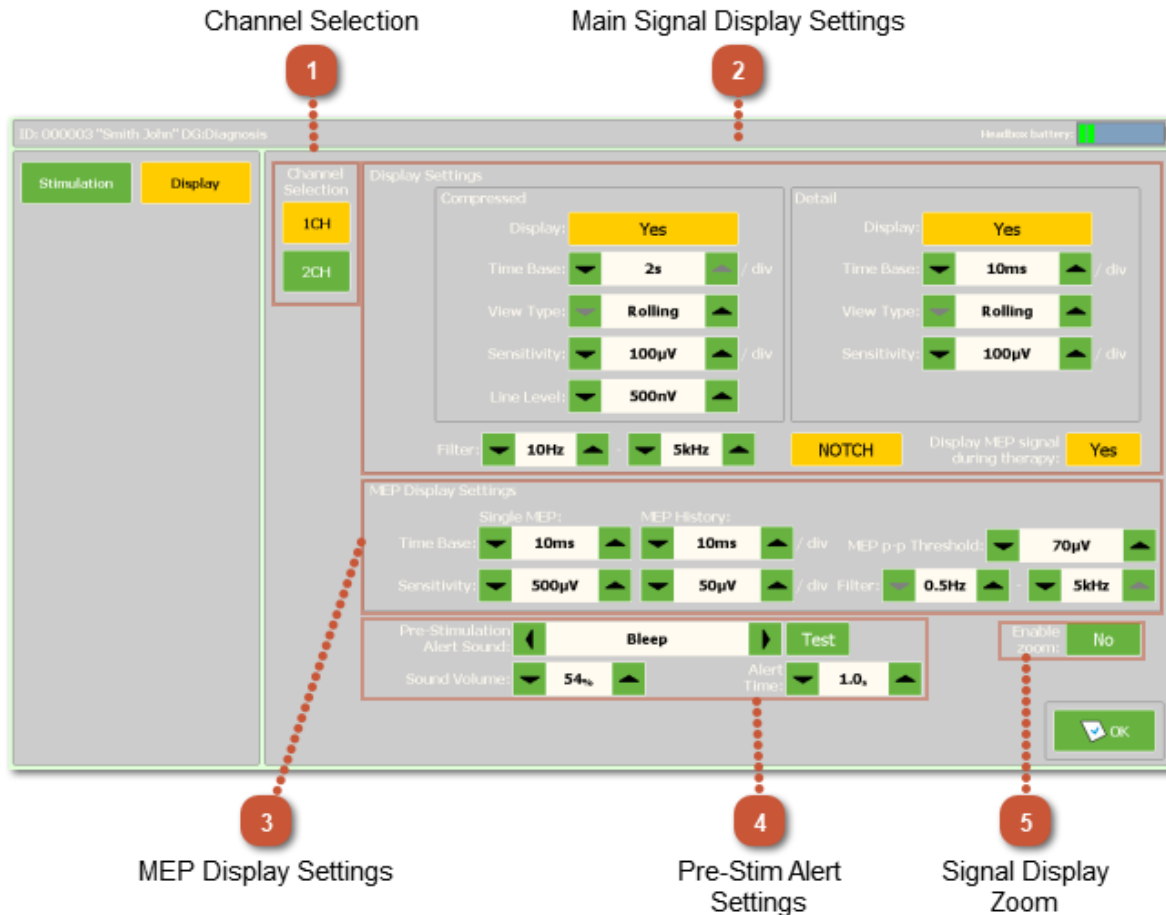 Channel Selection
Main Signal Display Settings
1
2
ID: 000003 "Smith John" DG:Diagnosis
Headbox battery:
Stimulation
Display
Channel
Selection
1CH
2CH
Display Settings
Compressed
Display: Yes
Time Base: 2s / div
View Type: Rolling
Sensitivity: 100µV / div
Line Level: 500nV
Detail
Display: Yes
Time Base: 10ms / div
View Type: Rolling
Sensitivity: 100µV / div
Filter: 10Hz - 5kHz
NOTCH
Display MEP signal
during therapy: Yes
MEP Display Settings
Single MEP: MEP History:
Time Base: 10ms 10ms / div
MEP p-p Threshold: 70µV
Sensitivity: 500µV 50µV / div
Filter: 0.5Hz - 5kHz
Pre-Stimulation
Alert Sound: Bleep Test
Sound Volume: 54%
Alert
Time: 1.0s
Enable
zoom: No
OK
3
4
5
MEP Display Settings
Pre-Stim Alert
Settings
Signal Display
Zoom